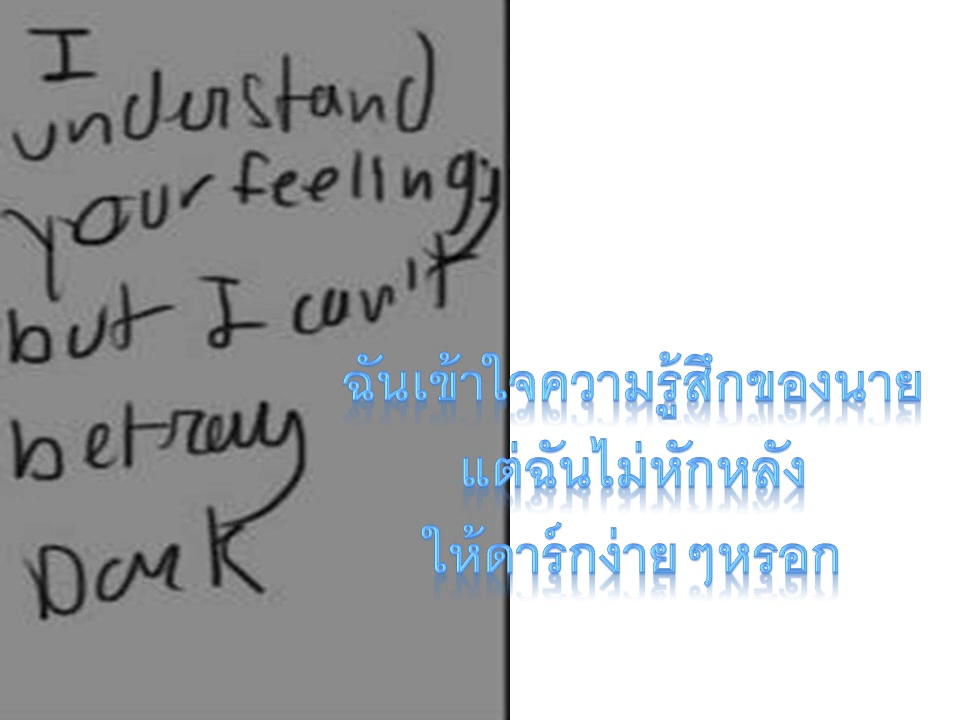 I
understand
your feelings
but I can't
betray
Dark
ฉันเข้าใจความรู้สึกของนาย
แต่ฉันไม่หักหลัง
ให้ดาร์กง่ายๆหรอก